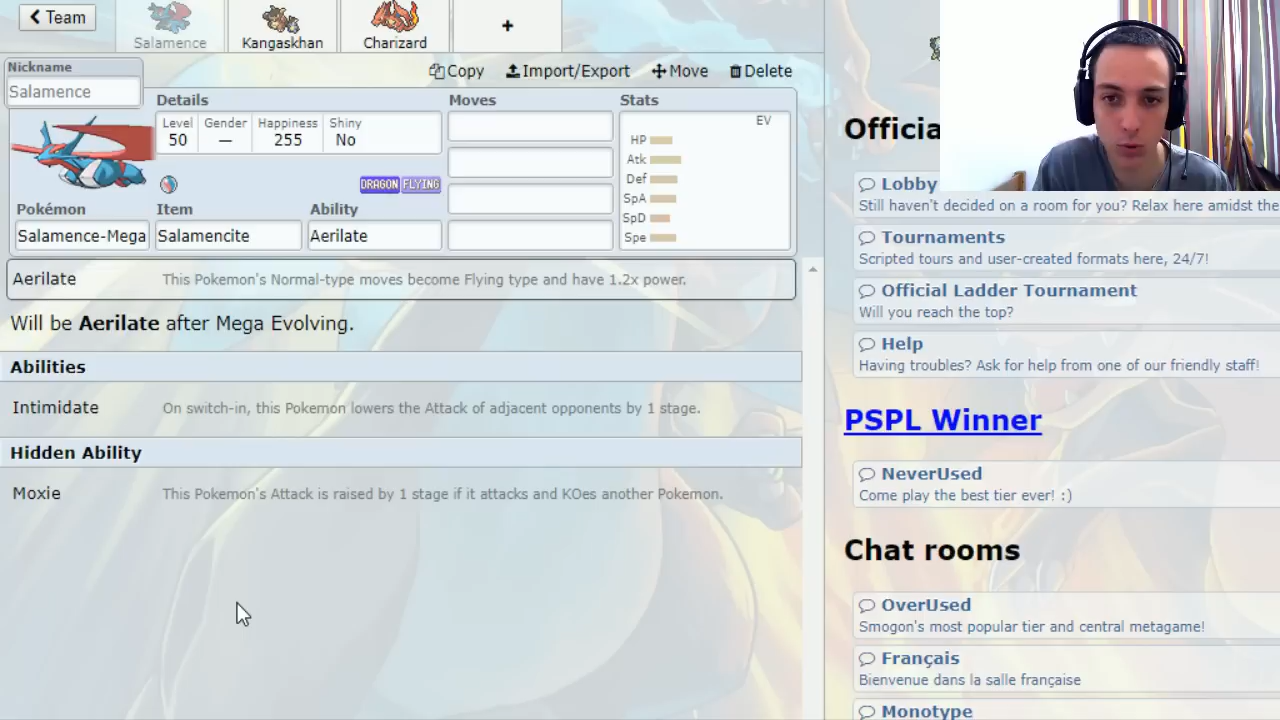 Team
Salamence
Kangaskhan
Charizard
+
Nickname
Salamence
Copy
Import/Export
Move
Delete
Details
Moves
Stats
Level
50
Gender
—
Happiness
255
Shiny
No
EV
HP
Atk
Def
SpA
SpD
Spe
DRAGON FLYING
Pokémon
Item
Ability
Salamence-Mega
Salamencite
Aerilate
Aerilate This Pokemon's Normal-type moves become Flying type and have 1.2x power.
Will be Aerilate after Mega Evolving.
Abilities
Intimidate On switch-in, this Pokemon lowers the Attack of adjacent opponents by 1 stage.
Hidden Ability
Moxie This Pokemon's Attack is raised by 1 stage if it attacks and KOes another Pokemon.
Officia
Lobby
Still haven't decided on a room for you? Relax here amidst the
Tournaments
Scripted tours and user-created formats here, 24/7!
Official Ladder Tournament
Will you reach the top?
Help
Having troubles? Ask for help from one of our friendly staff!
PSPL Winner
NeverUsed
Come play the best tier ever! :)
Chat rooms
OverUsed
Smogon's most popular tier and central metagame!
Français
Bienvenue dans la salle française
Monotype